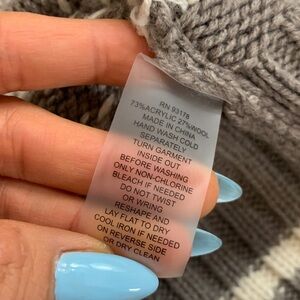 RN 93178
73%ACRYLIC 27%WOOL
MADE IN CHINA
HAND WASH COLD
SEPARATELY
TURN GARMENT
INSIDE OUT
BEFORE WASHING
ONLY NON-CHLORINE
BLEACH IF NEEDED
DO NOT TWIST
OR WRING
RESHAPE AND
LAY FLAT TO DRY
COOL IRON IF NEEDED
ON REVERSE SIDE
OR DRY CLEAN